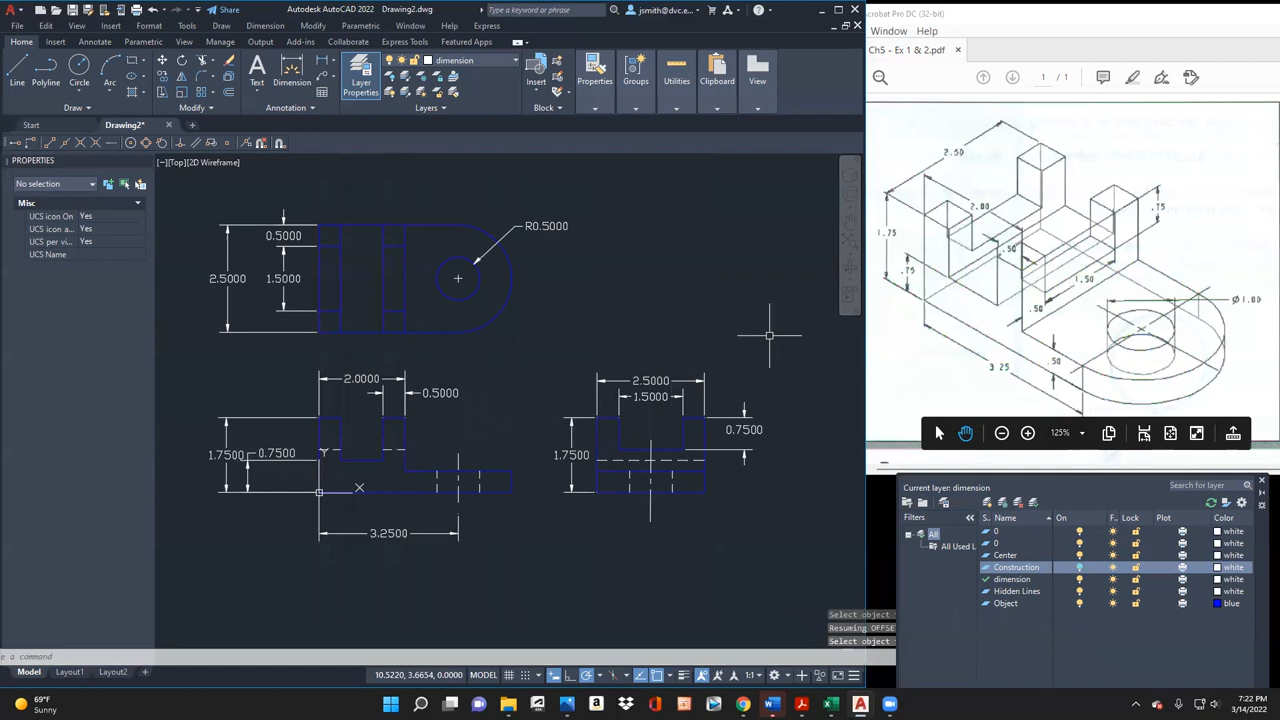 Share
Autodesk AutoCAD 2022 Drawing2.dwg
Type a keyword or phrase
jsmith@dvc.e...
File Edit View Insert Format Tools Draw Dimension Modify Parametric Window Help Express
Home Insert Annotate Parametric View Manage Output Add-ins Collaborate Express Tools Featured Apps
Line Polyline Circle Arc
Text Dimension
Layer Properties
dimension
Insert
Properties Groups Utilities Clipboard View
Draw Modify Annotation Layers Block
Start Drawing2*
PROPERTIES
[−][Top][2D Wireframe]
No selection
Misc
UCS icon On Yes
UCS icon a... Yes
UCS per vi... Yes
UCS Name
0.5000
2.5000
1.5000
R0.5000
2.0000
0.5000
1.7500
0.7500
Y
X
3.2500
2.5000
1.5000
0.7500
1.7500
Select object
Resuming OFFSE
Select object
e a command
Model Layout1 Layout2
10.5220, 3.6654, 0.0000 MODEL
1:1
crobat Pro DC (32-bit)
Window Help
Ch5 - Ex 1 & 2.pdf
1 / 1
2.50
2.00
1.75
.75
.75
.50
1.50
.50
Ø1.00
.50
3.25
125%
Current layer: dimension
Search for layer
Filters
All
All Used L
S.. Name On F.. Lock Plot Color
0 white
0 white
Center white
Construction white
dimension white
Hidden Lines white
Object blue
69°F
Sunny
7:22 PM
3/14/2022